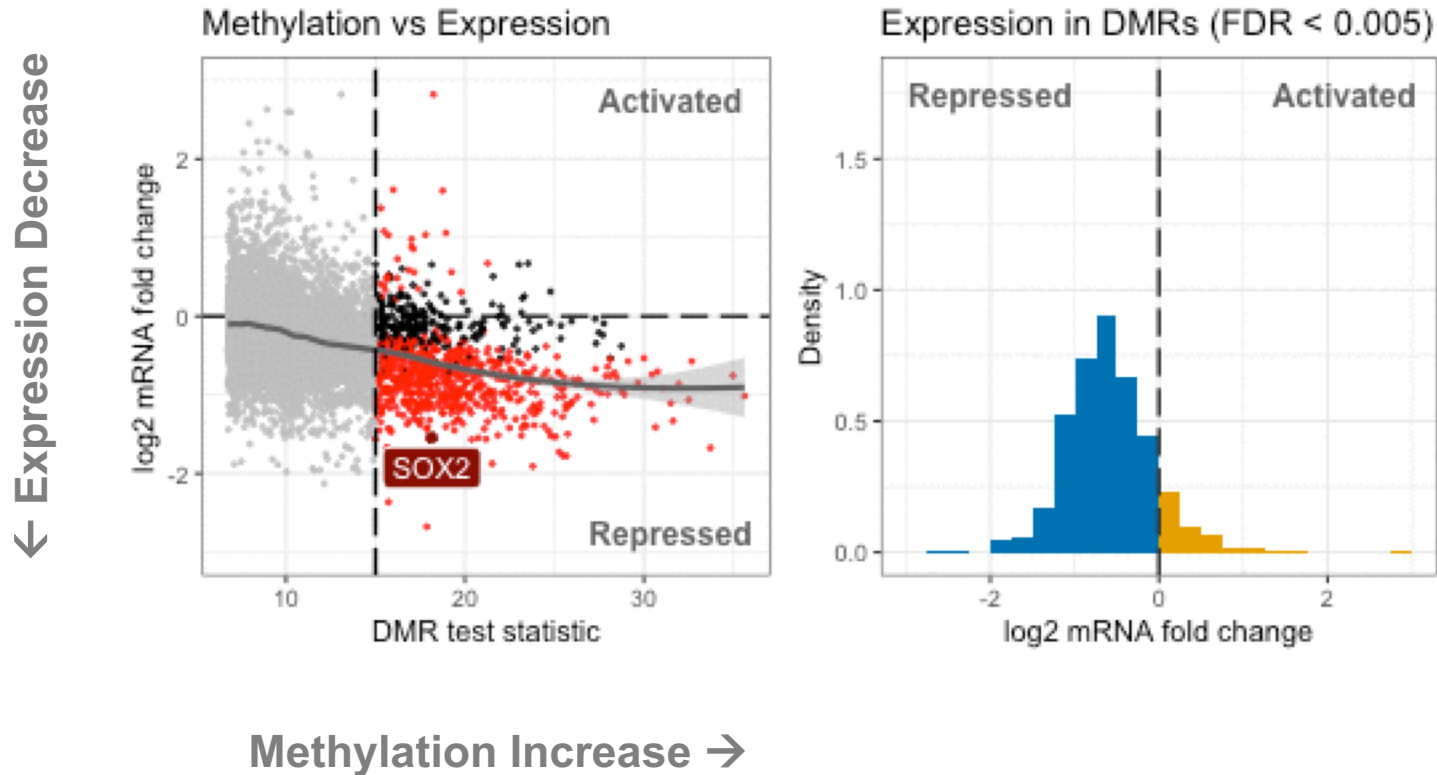 Methylation vs Expression
Expression in DMRs (FDR < 0.005)
← Expression Decrease
log2 mRNA fold change
2
0
-2
Activated
SOX2
Repressed
10
20
30
DMR test statistic
Density
1.5
1.0
0.5
0.0
Repressed
Activated
-2
0
2
log2 mRNA fold change
Methylation Increase →